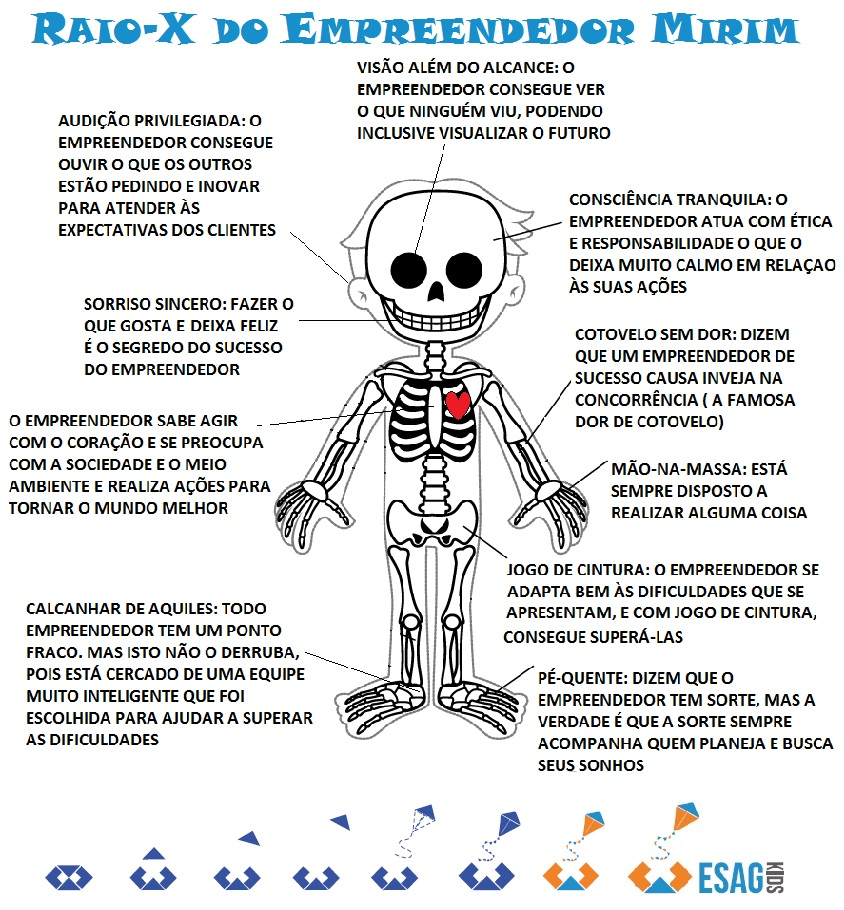 RAIO-X DO EMPREENDEDOR MIRIM
VISÃO ALÉM DO ALCANCE: O
EMPREENDEDOR CONSEGUE VER
O QUE NINGUÉM VIU, PODENDO
INCLUSIVE VISUALIZAR O FUTURO
AUDIÇÃO PRIVILEGIADA: O
EMPREENDEDOR CONSEGUE
OUVIR O QUE OS OUTROS
ESTÃO PEDINDO E INOVAR
PARA ATENDER ÀS
EXPECTATIVAS DOS CLIENTES
CONSCIÊNCIA TRANQUILA: O
EMPREENDEDOR ATUA COM ÉTICA
E RESPONSABILIDADE O QUE O
DEIXA MUITO CALMO EM RELAÇAO
ÀS SUAS AÇÕES
SORRISO SINCERO: FAZER O
QUE GOSTA E DEIXA FELIZ
É O SEGREDO DO SUCESSO
DO EMPREENDEDOR
COTOVELO SEM DOR: DIZEM
QUE UM EMPREENDEDOR DE
SUCESSO CAUSA INVEJA NA
CONCORRÊNCIA ( A FAMOSA
DOR DE COTOVELO)
O EMPREENDEDOR SABE AGIR
COM O CORAÇÃO E SE PREOCUPA
COM A SOCIEDADE E O MEIO
AMBIENTE E REALIZA AÇÕES PARA
TORNAR O MUNDO MELHOR
MÃO-NA-MASSA: ESTÁ
SEMPRE DISPOSTO A
REALIZAR ALGUMA COISA
JOGO DE CINTURA: O EMPREENDEDOR SE
ADAPTA BEM ÀS DIFICULDADES QUE SE
APRESENTAM, E COM JOGO DE CINTURA,
CONSEGUE SUPERÁ-LAS
CALCANHAR DE AQUILES: TODO
EMPREENDEDOR TEM UM PONTO
FRACO. MAS ISTO NÃO O DERRUBA,
POIS ESTÁ CERCADO DE UMA EQUIPE
MUITO INTELIGENTE QUE FOI
ESCOLHIDA PARA AJUDAR A SUPERAR
AS DIFICULDADES
PÉ-QUENTE: DIZEM QUE O
EMPREENDEDOR TEM SORTE, MAS A
VERDADE É QUE A SORTE SEMPRE
ACOMPANHA QUEM PLANEJA E BUSCA
SEUS SONHOS
ESAG KIDS